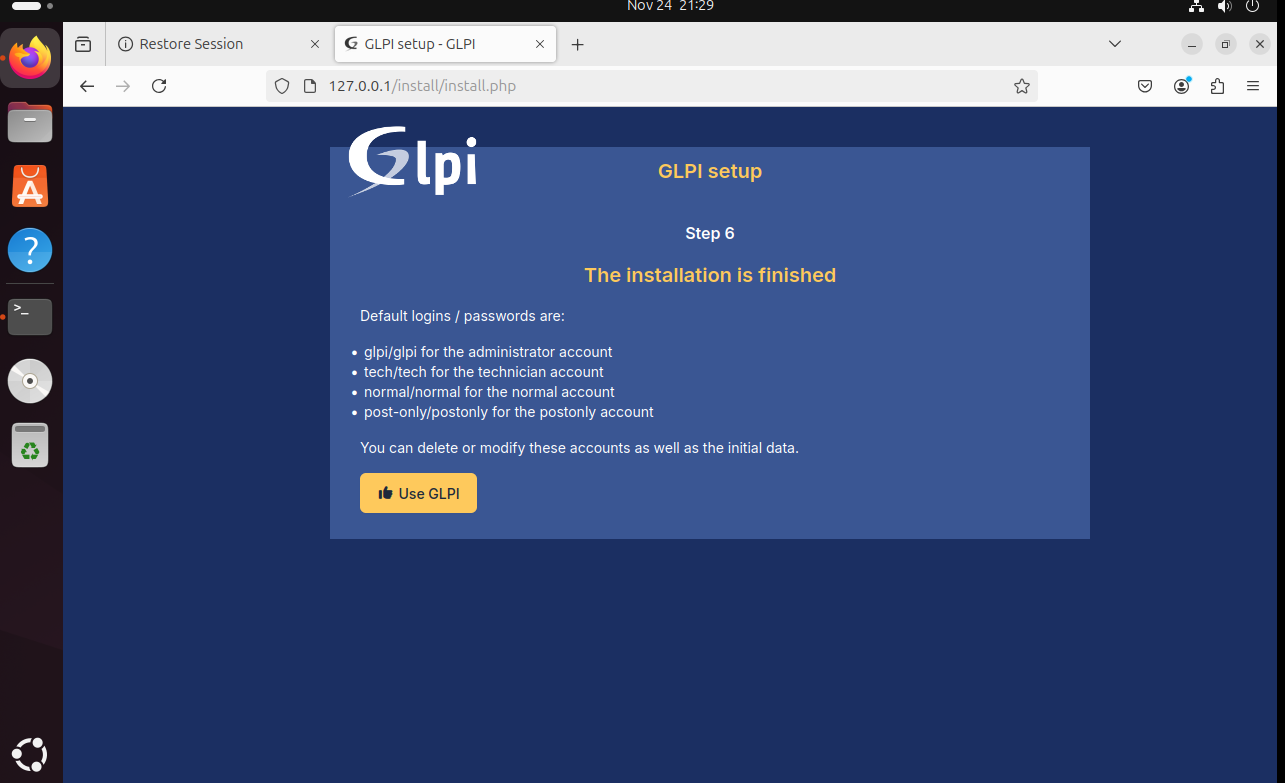 Nov 24 21:29
Restore Session
GLPI setup - GLPI
127.0.0.1/install/install.php
Glpi
GLPI setup
Step 6
The installation is finished
Default logins / passwords are:
• glpi/glpi for the administrator account
• tech/tech for the technician account
• normal/normal for the normal account
• post-only/postonly for the postonly account
You can delete or modify these accounts as well as the initial data.
Use GLPI